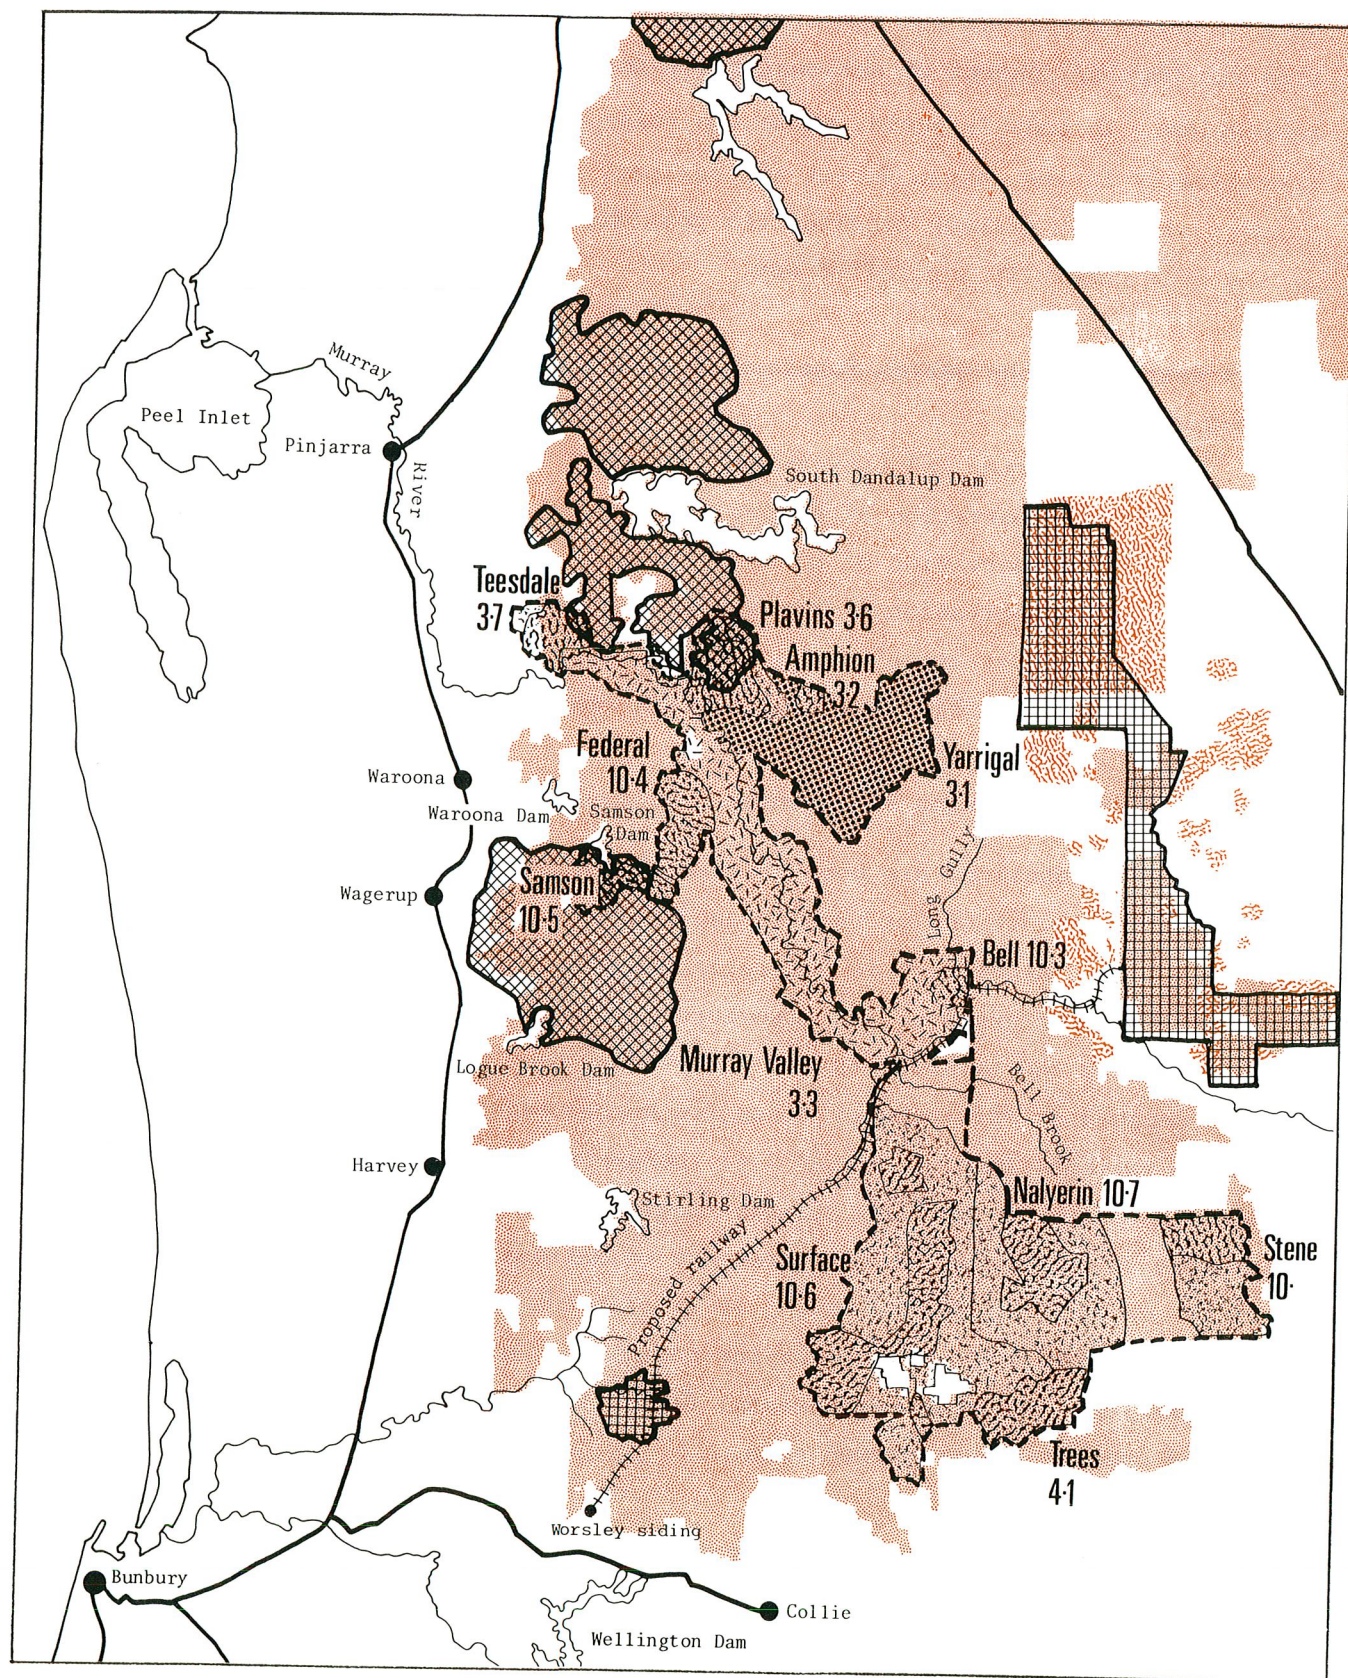 Murray
Peel Inlet
Pinjarra
River
South Dandalup Dam
Teesdale
3·7
Plavins 3·6
Amphion
3·2
Federal
10·4
Yarrigal
3·1
Waroona
Waroona Dam
Samson
Dam
Long Gully
Samson
10·5
Wagerup
Bell 10·3
Murray Valley
3·3
Logue Brook Dam
Bell Brook
Harvey
Nalyerin 10·7
Stirling Dam
Proposed railway
Surface
10·6
Stene
10·
Trees
4·1
Worsley siding
Bunbury
Collie
Wellington Dam